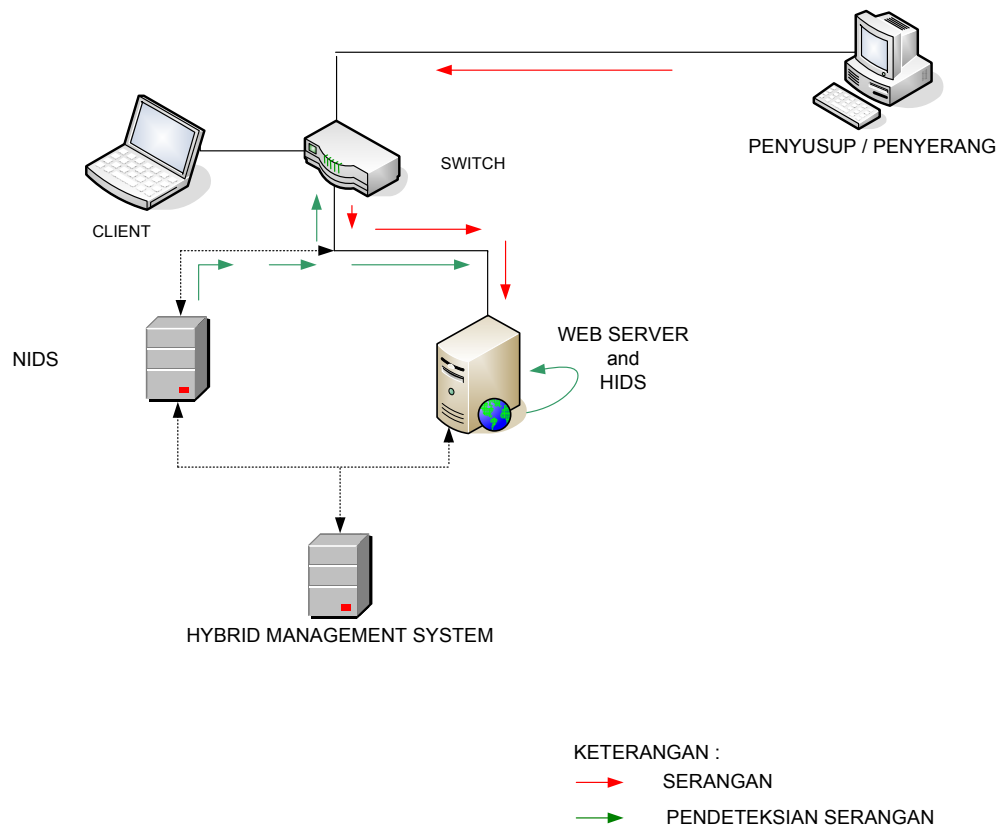 PENYUSUP / PENYERANG
SWITCH
CLIENT
NIDS
WEB SERVER
and
HIDS
HYBRID MANAGEMENT SYSTEM
KETERANGAN :
SERANGAN
PENDETEKSIAN SERANGAN